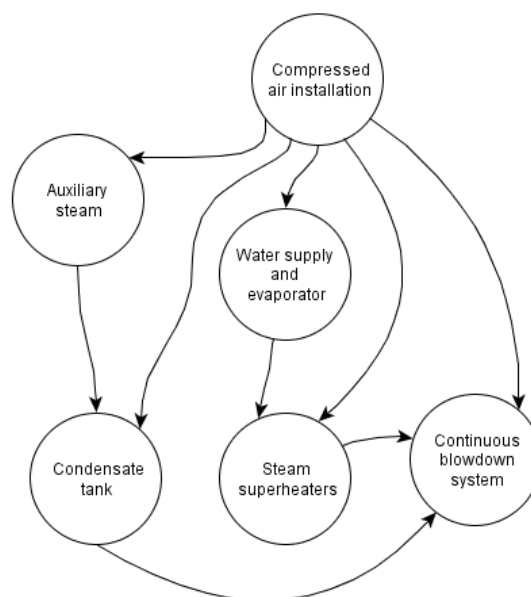 Compressed
air installation
Auxiliary
steam
Water supply
and
evaporator
Condensate
tank
Steam
superheaters
Continuous
blowdown
system